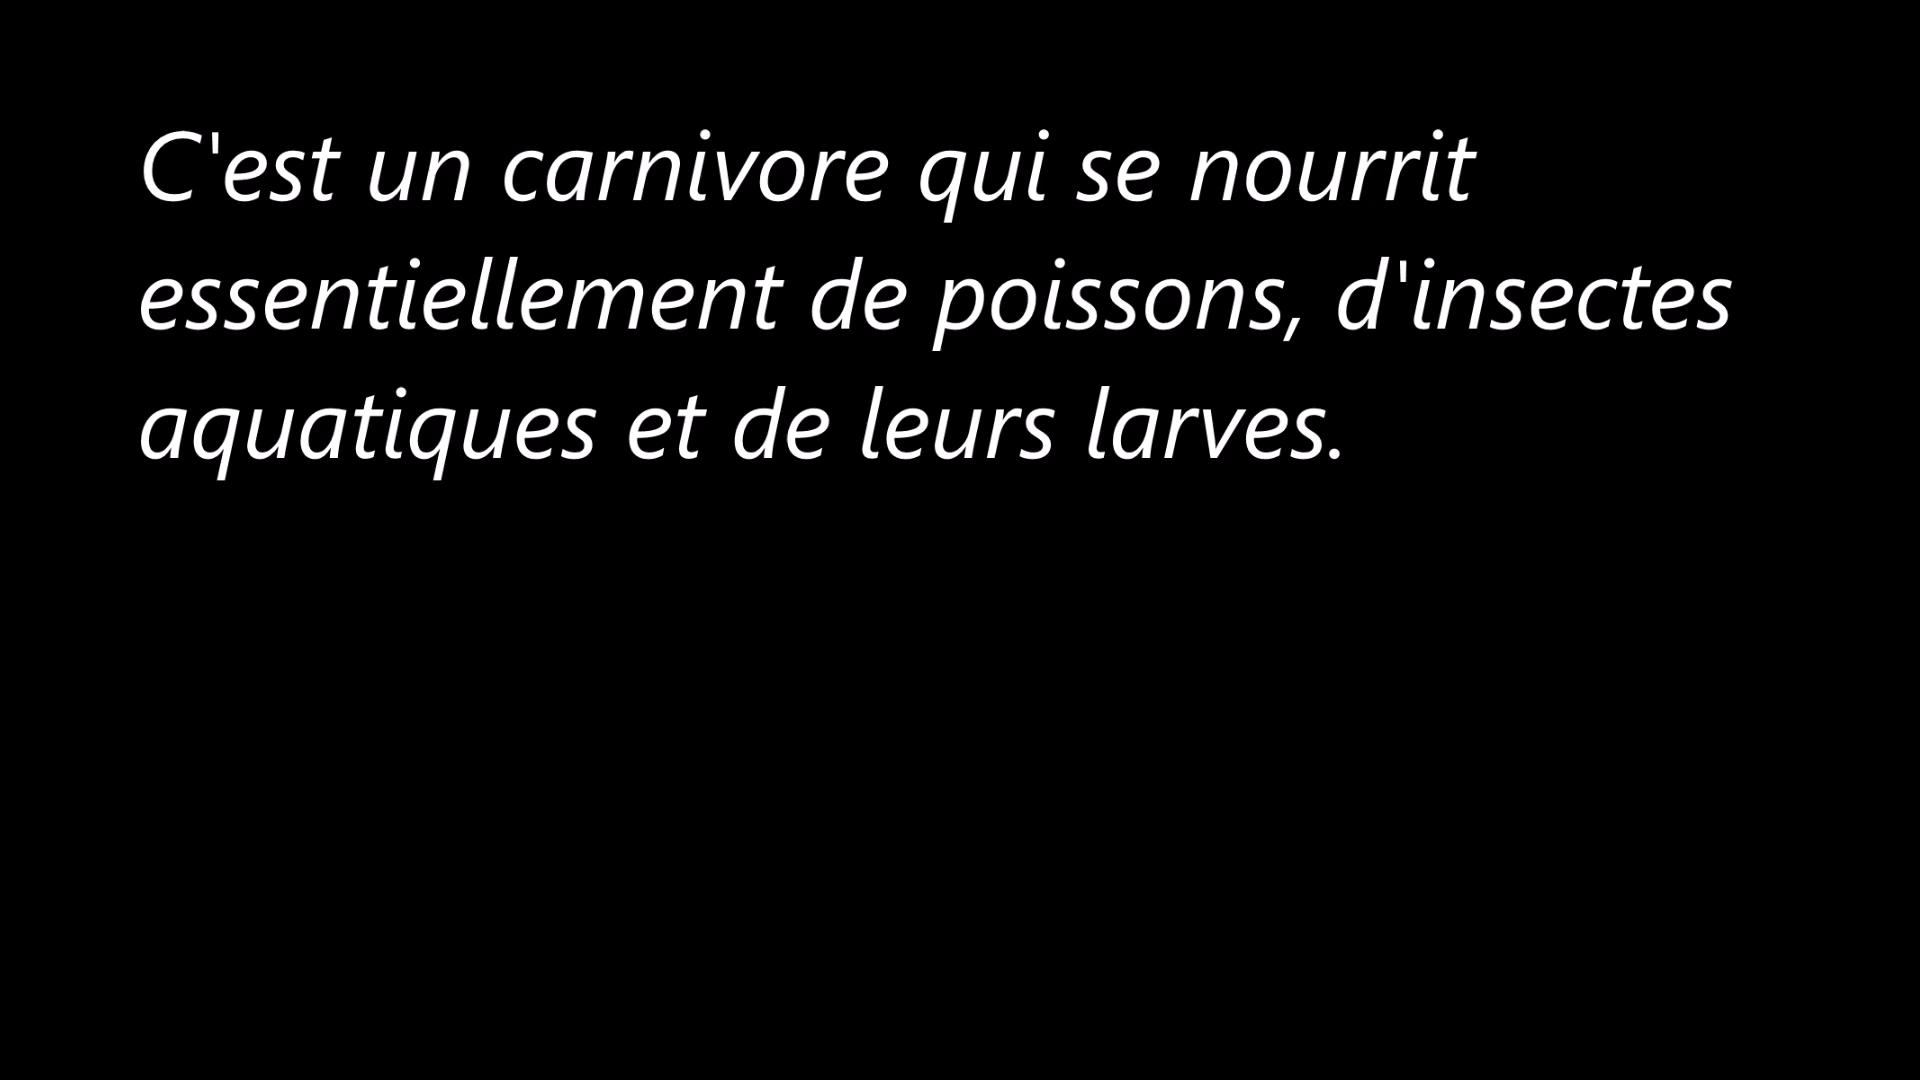 C'est un carnivore qui se nourrit
essentiellement de poissons, d'insectes
aquatiques et de leurs larves.